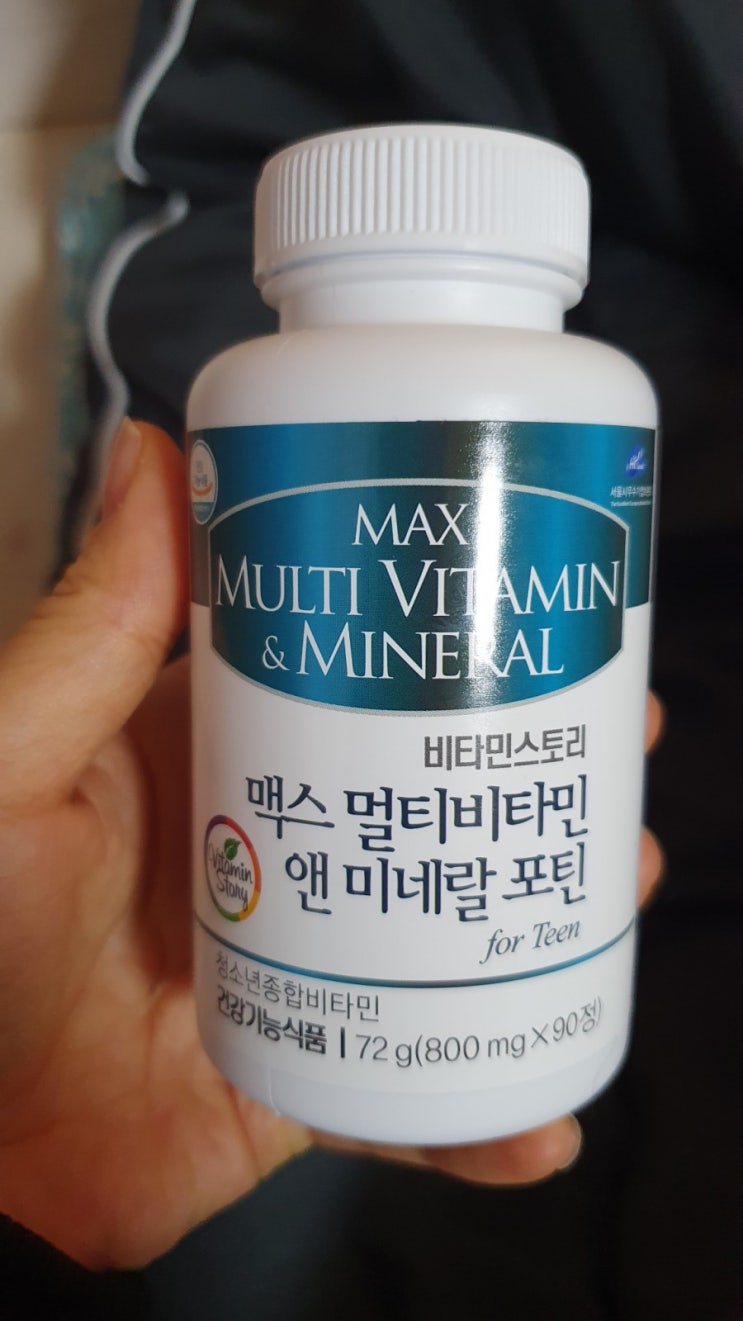 MAX
MULTI VITAMIN
& MINERAL
비타민스토리
맥스 멀티비타민
앤 미네랄 포틴
for Teen
Vitamin
Story
청소년종합비타민
건강기능식품 | 72 g(800 mg×90정)